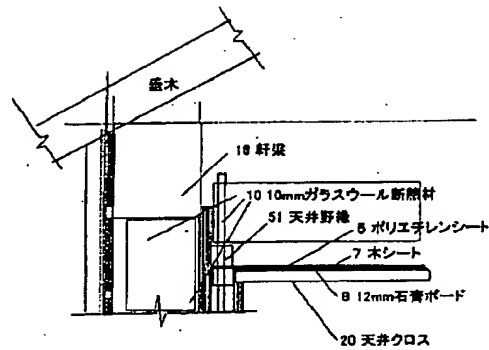 垂木
18 軒梁
10 10mmガラスウール断熱材
51 天井野縁
6 ポリエチレンシート
7 木シート
8 12mm石膏ボード
20 天井クロス